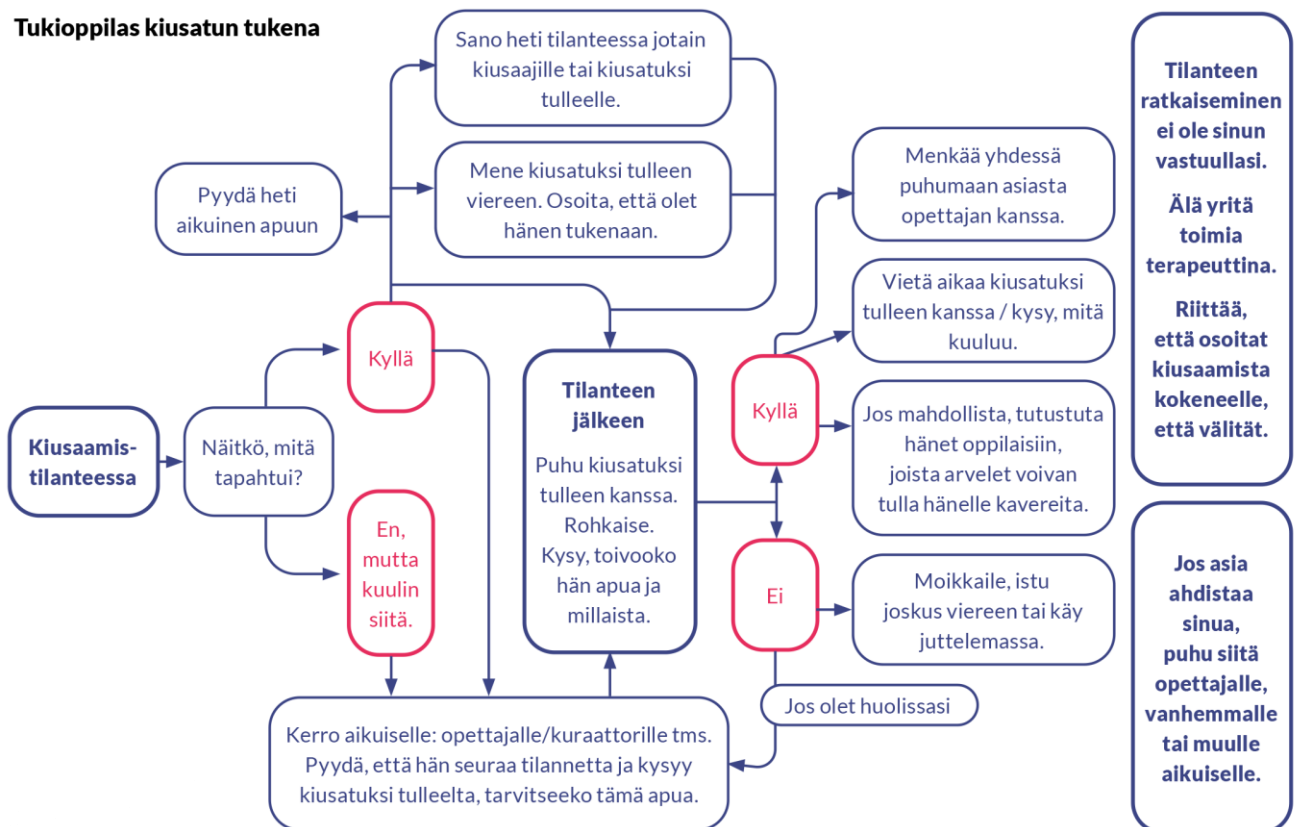 Tukioppilas kiusatun tukena
Sano heti tilanteessa jotain
kiusaajille tai kiusatuksi
tulleelle.
Pyydä heti
aikuinen apuun
Mene kiusatuksi tulleen
viereen. Osoita, että olet
hänen tukenaan.
Kiusaamis-
tilanteessa
Näitkö, mitä
tapahtui?
Kyllä
En,
mutta
kuulin
siitä.
Tilanteen
jälkeen
Puhu kiusatuksi
tulleen kanssa.
Rohkaise.
Kysy, toivooko
hän apua ja
millaista.
Kerro aikuiselle: opettajalle/kuraattorille tms.
Pyydä, että hän seuraa tilannetta ja kysyy
kiusatuksi tulleelta, tarvitseeko tämä apua.
Kyllä
Menkää yhdessä
puhumaan asiasta
opettajan kanssa.
Vietä aikaa kiusatuksi
tulleen kanssa / kysy, mitä
kuuluu.
Jos mahdollista, tutustuta
hänet oppilaisiin,
joista arvelet voivan
tulla hänelle kavereita.
Ei
Moikkaile, istu
joskus viereen tai käy
juttelemassa.
Jos olet huolissasi
Tilanteen
ratkaiseminen
ei ole sinun
vastuullasi.
Älä yritä
toimia
terapeuttina.
Riittää,
että osoitat
kiusaamista
kokeneelle,
että välität.
Jos asia
ahdistaa
sinua,
puhu siitä
opettajalle,
vanhemmalle
tai muulle
aikuiselle.